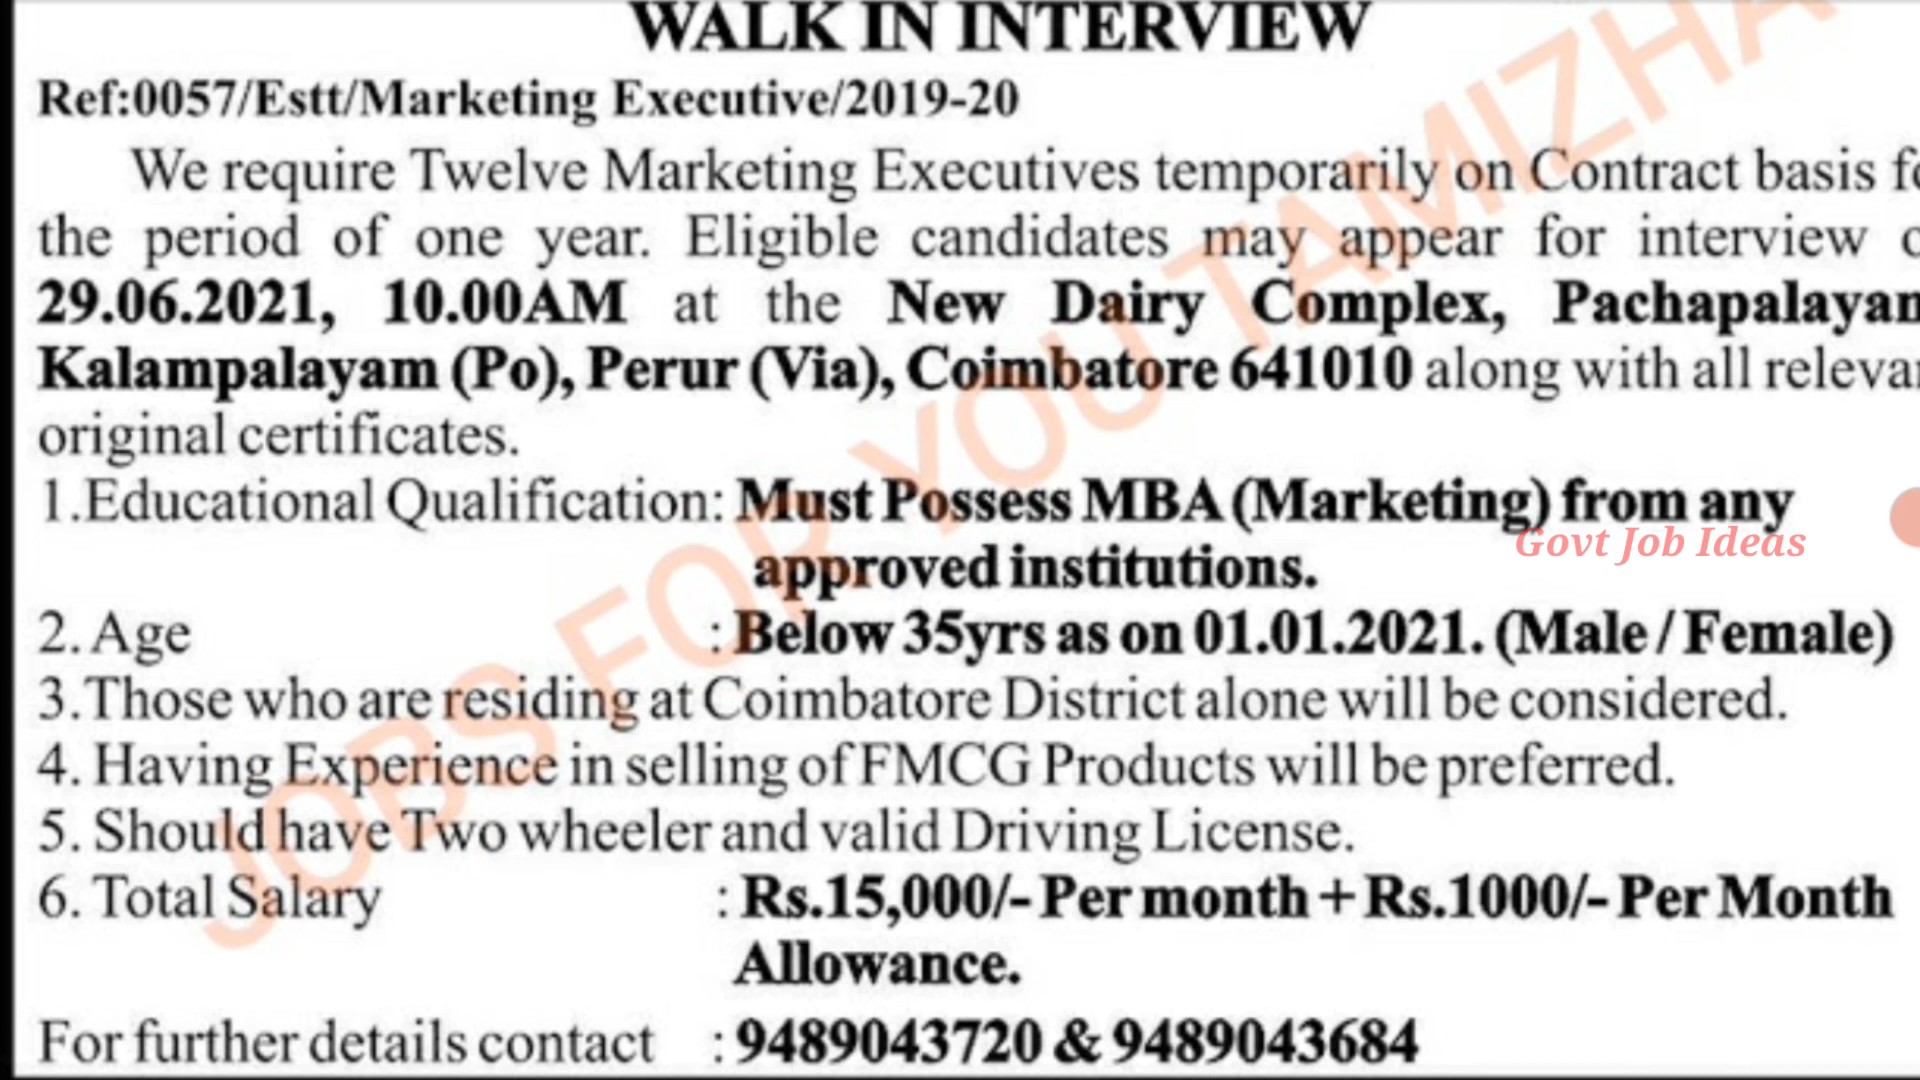 WALK IN INTERVIEW
Ref:0057/Estt/Marketing Executive/2019-20
We require Twelve Marketing Executives temporarily on Contract basis
the period of one year. Eligible candidates may appear for interview
29.06.2021, 10.00AM at the New Dairy Complex, Pachapalayam
Kalampalayam (Po), Perur (Via), Coimbatore 641010 along with all
original certificates.
1.Educational Qualification: Must Possess MBA (Marketing) from any
Govt Job Ideas
approved institutions.
2. Age : Below 35yrs as on 01.01.2021. (Male / Female)
3.Those who are residing at Coimbatore District alone will be considered.
4. Having Experience in selling of FMCG Products will be preferred.
5. Should have Two wheeler and valid Driving License.
6. Total Salary : Rs.15,000/- Per month + Rs.1000/- Per Month
Allowance.
For further details contact : 9489043720 & 9489043684
JOBS FOR YOU TAMIZHA